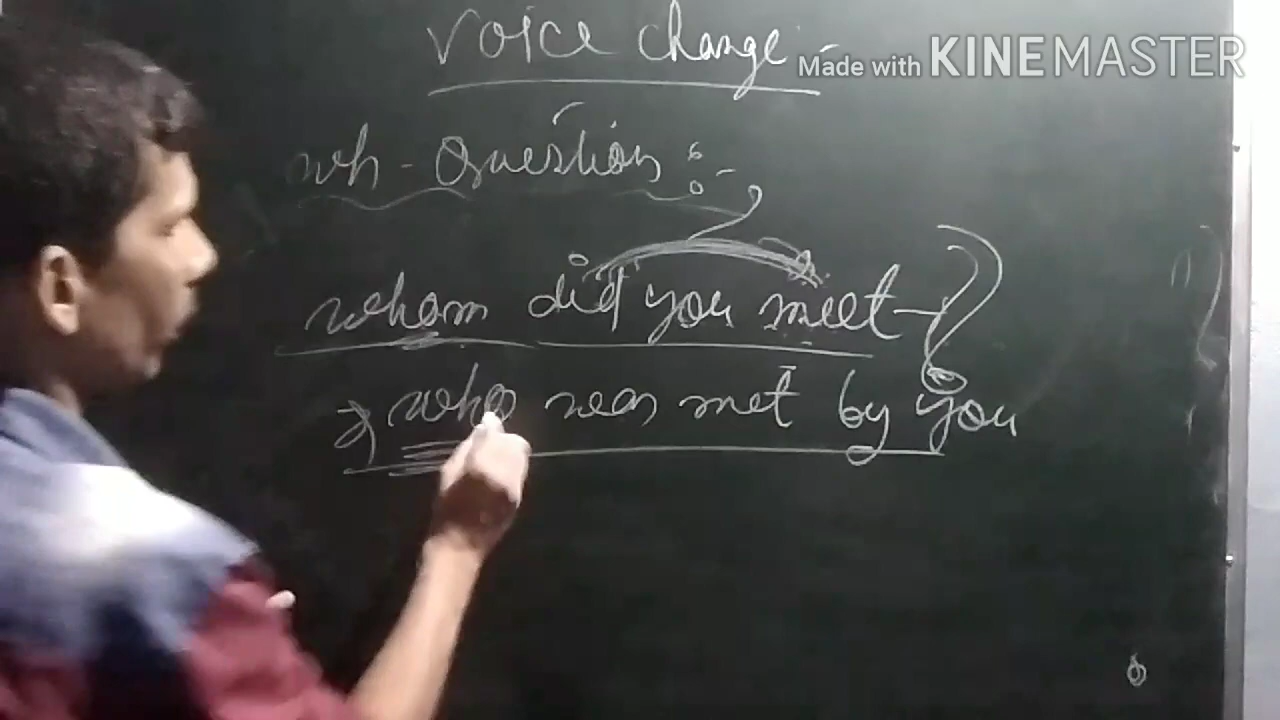 Voice change -
Made with KINEMASTER
wh - Question :-
whom did you meet - ?
who was met by you